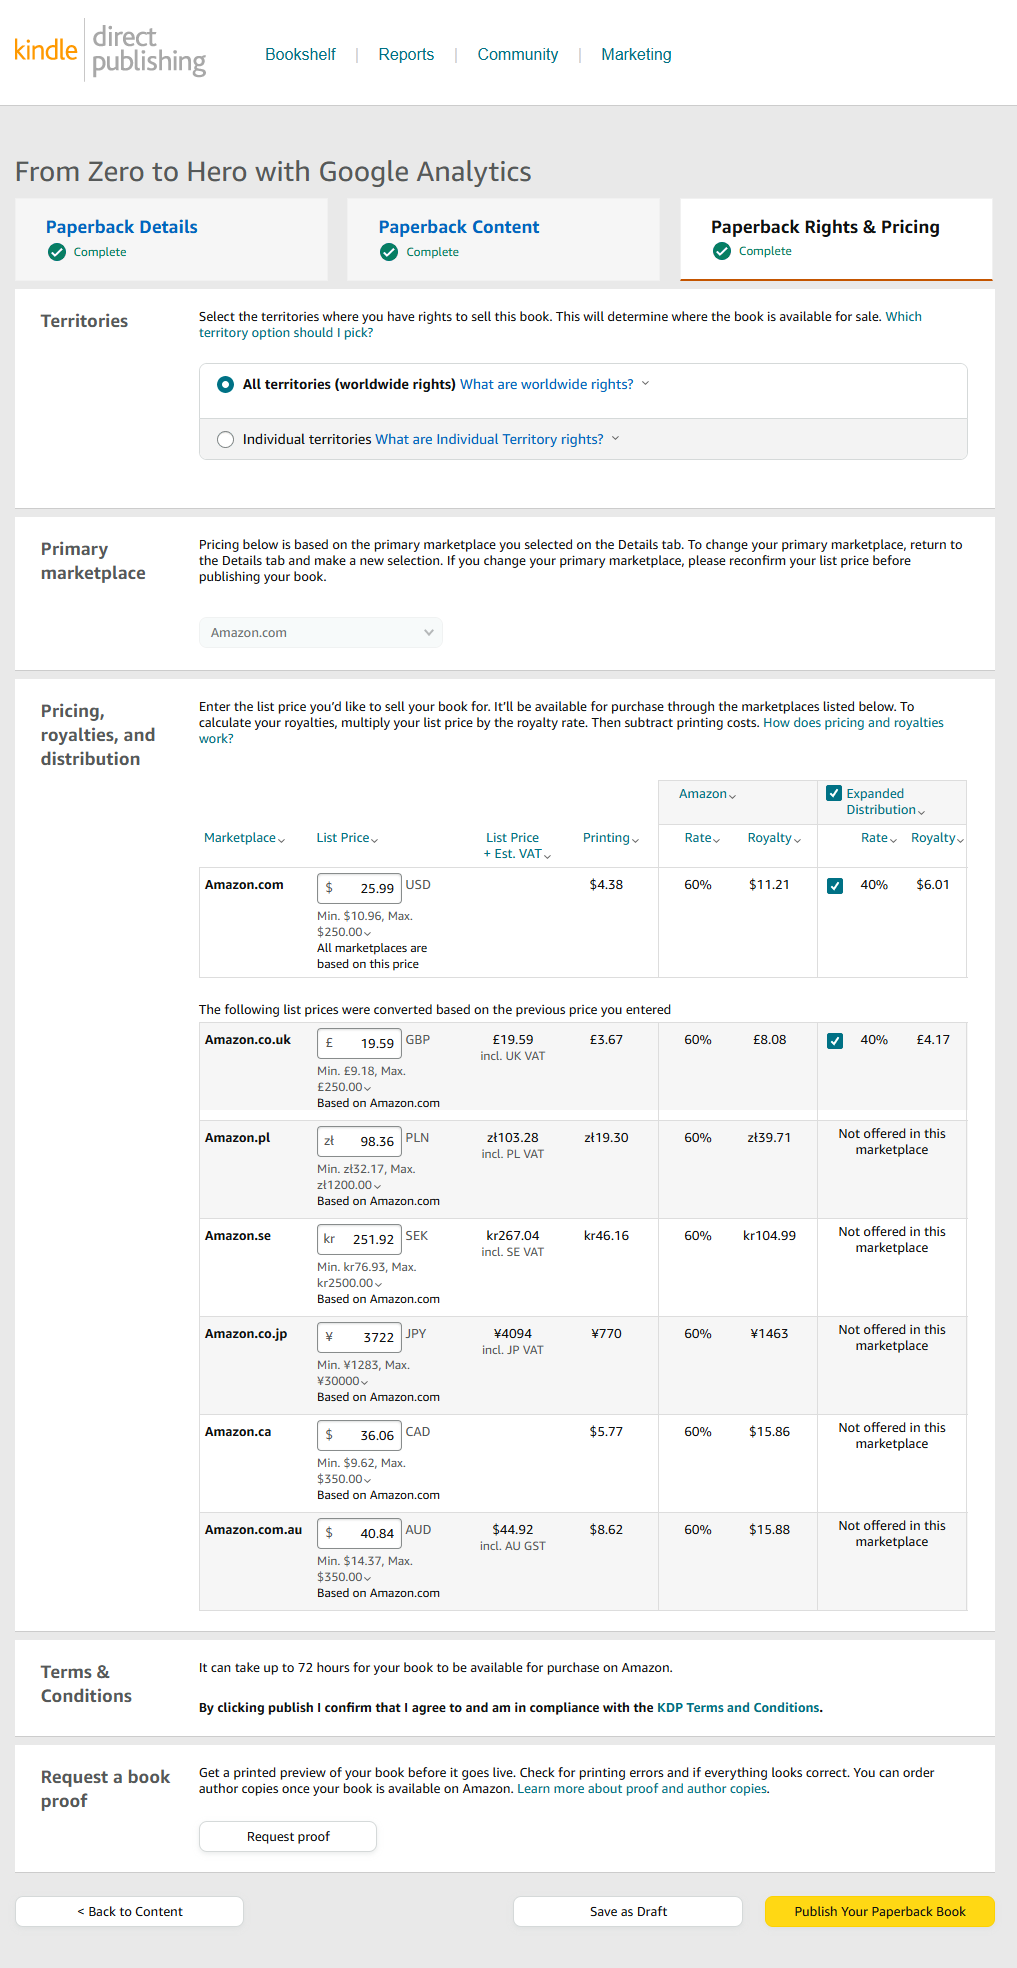 kindle direct publishing
Bookshelf | Reports | Community | Marketing
From Zero to Hero with Google Analytics
Paperback Details
Complete
Paperback Content
Complete
Paperback Rights & Pricing
Complete
Territories
Select the territories where you have rights to sell this book. This will determine where the book is available for sale. Which
territory option should I pick?
All territories (worldwide rights) What are worldwide rights?
Individual territories What are Individual Territory rights?
Primary
marketplace
Pricing below is based on the primary marketplace you selected on the Details tab. To change your primary marketplace, return to
the Details tab and make a new selection. If you change your primary marketplace, please reconfirm your list price before
publishing your book.
Amazon.com
Pricing,
royalties, and
distribution
Enter the list price you’d like to sell your book for. It’ll be available for purchase through the marketplaces listed below. To
calculate your royalties, multiply your list price by the royalty rate. Then subtract printing costs. How does pricing and royalties
work?
Amazon
Expanded
Distribution
Marketplace List Price List Price Printing Rate Royalty Rate Royalty
+ Est. VAT
Amazon.com $ 25.99 USD $4.38 60% $11.21 40% $6.01
Min. $10.96, Max.
$250.00
All marketplaces are
based on this price
The following list prices were converted based on the previous price you entered
Amazon.co.uk £ 19.59 GBP £19.59 £3.67 60% £8.08 40% £4.17
incl. UK VAT
Min. £9.18, Max.
£250.00
Based on Amazon.com
Amazon.pl zł 98.36 PLN zł103.28 zł19.30 60% zł39.71 Not offered in this
incl. PL VAT marketplace
Min. zł32.17, Max.
zł1200.00
Based on Amazon.com
Amazon.se kr 251.92 SEK kr267.04 kr46.16 60% kr104.99 Not offered in this
incl. SE VAT marketplace
Min. kr76.93, Max.
kr2500.00
Based on Amazon.com
Amazon.co.jp ¥ 3722 JPY ¥4094 ¥770 60% ¥1463 Not offered in this
incl. JP VAT marketplace
Min. ¥1283, Max.
¥30000
Based on Amazon.com
Amazon.ca $ 36.06 CAD $5.77 60% $15.86 Not offered in this
marketplace
Min. $9.62, Max.
$350.00
Based on Amazon.com
Amazon.com.au $ 40.84 AUD $44.92 $8.62 60% $15.88 Not offered in this
incl. AU GST marketplace
Min. $14.37, Max.
$350.00
Based on Amazon.com
Terms &
Conditions
It can take up to 72 hours for your book to be available for purchase on Amazon.
By clicking publish I confirm that I agree to and am in compliance with the KDP Terms and Conditions.
Request a book
proof
Get a printed preview of your book before it goes live. Check for printing errors and if everything looks correct. You can order
author copies once your book is available on Amazon. Learn more about proof and author copies.
Request proof
< Back to Content
Save as Draft
Publish Your Paperback Book